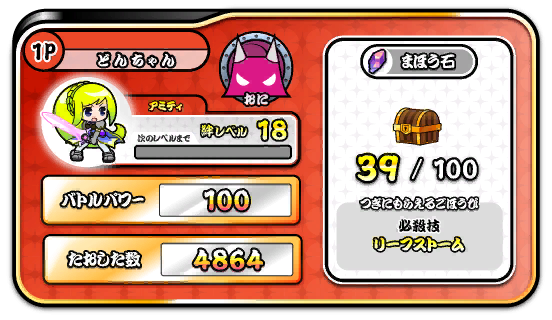 1P
どんちゃん
おに
アミティ
次のレベルまで 絆レベル 18
バトルパワー 100
たおした数 4864
まほう石
39 / 100
つぎにもらえるごほうび
必殺技
リーフストーム